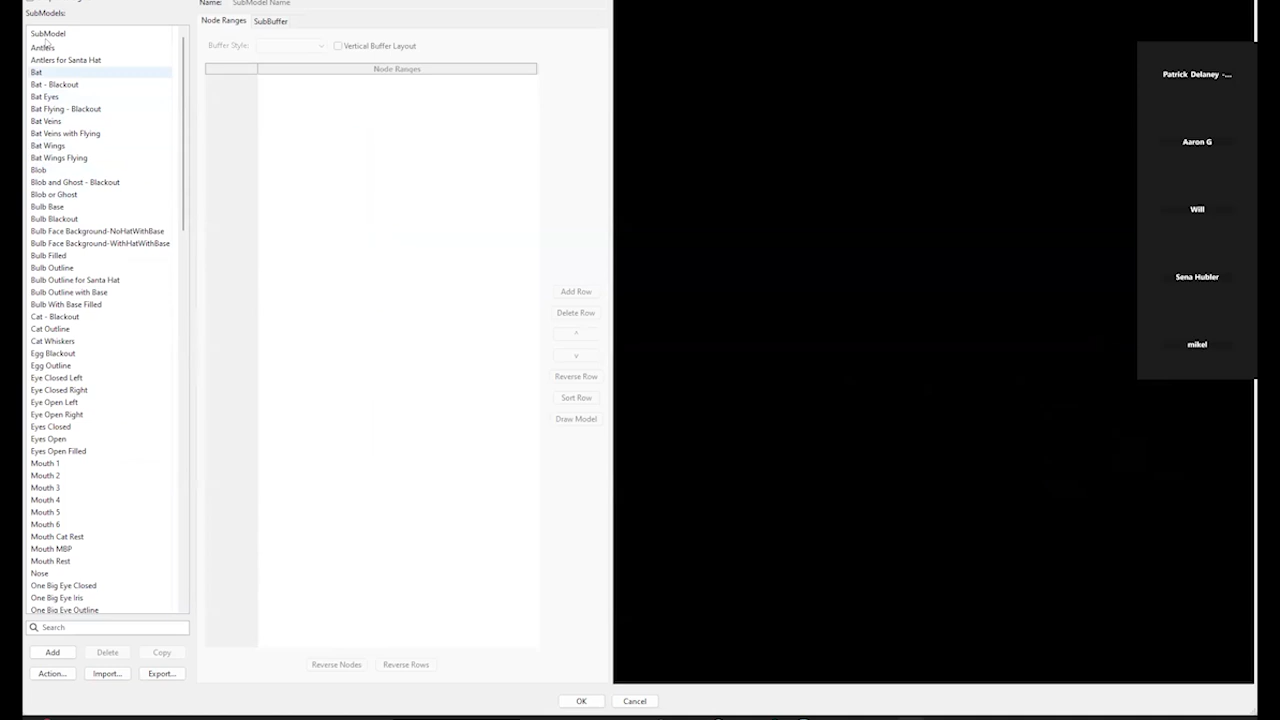 Name: SubModel Name
SubModels:
Node Ranges SubBuffer
SubModel
Antlers
Antlers for Santa Hat
Bat
Bat - Blackout
Bat Eyes
Bat Flying - Blackout
Bat Veins
Bat Veins with Flying
Bat Wings
Bat Wings Flying
Blob
Blob and Ghost - Blackout
Blob or Ghost
Bulb Base
Bulb Blackout
Bulb Face Background-NoHatWithBase
Bulb Face Background-WithHatWithBase
Bulb Filled
Bulb Outline
Bulb Outline for Santa Hat
Bulb Outline with Base
Bulb With Base Filled
Cat - Blackout
Cat Outline
Cat Whiskers
Egg Blackout
Egg Outline
Eye Closed Left
Eye Closed Right
Eye Open Left
Eye Open Right
Eyes Closed
Eyes Open
Eyes Open Filled
Mouth 1
Mouth 2
Mouth 3
Mouth 4
Mouth 5
Mouth 6
Mouth Cat Rest
Mouth MBP
Mouth Rest
Nose
One Big Eye Closed
One Big Eye Iris
One Big Eye Outline
Search
Add Delete Copy
Action... Import... Export...
Buffer Style: Vertical Buffer Layout
Node Ranges
Add Row
Delete Row
^
v
Reverse Row
Sort Row
Draw Model
Reverse Nodes Reverse Rows
OK Cancel
Patrick Delaney -...
Aaron G
Will
Sena Hubler
mikel